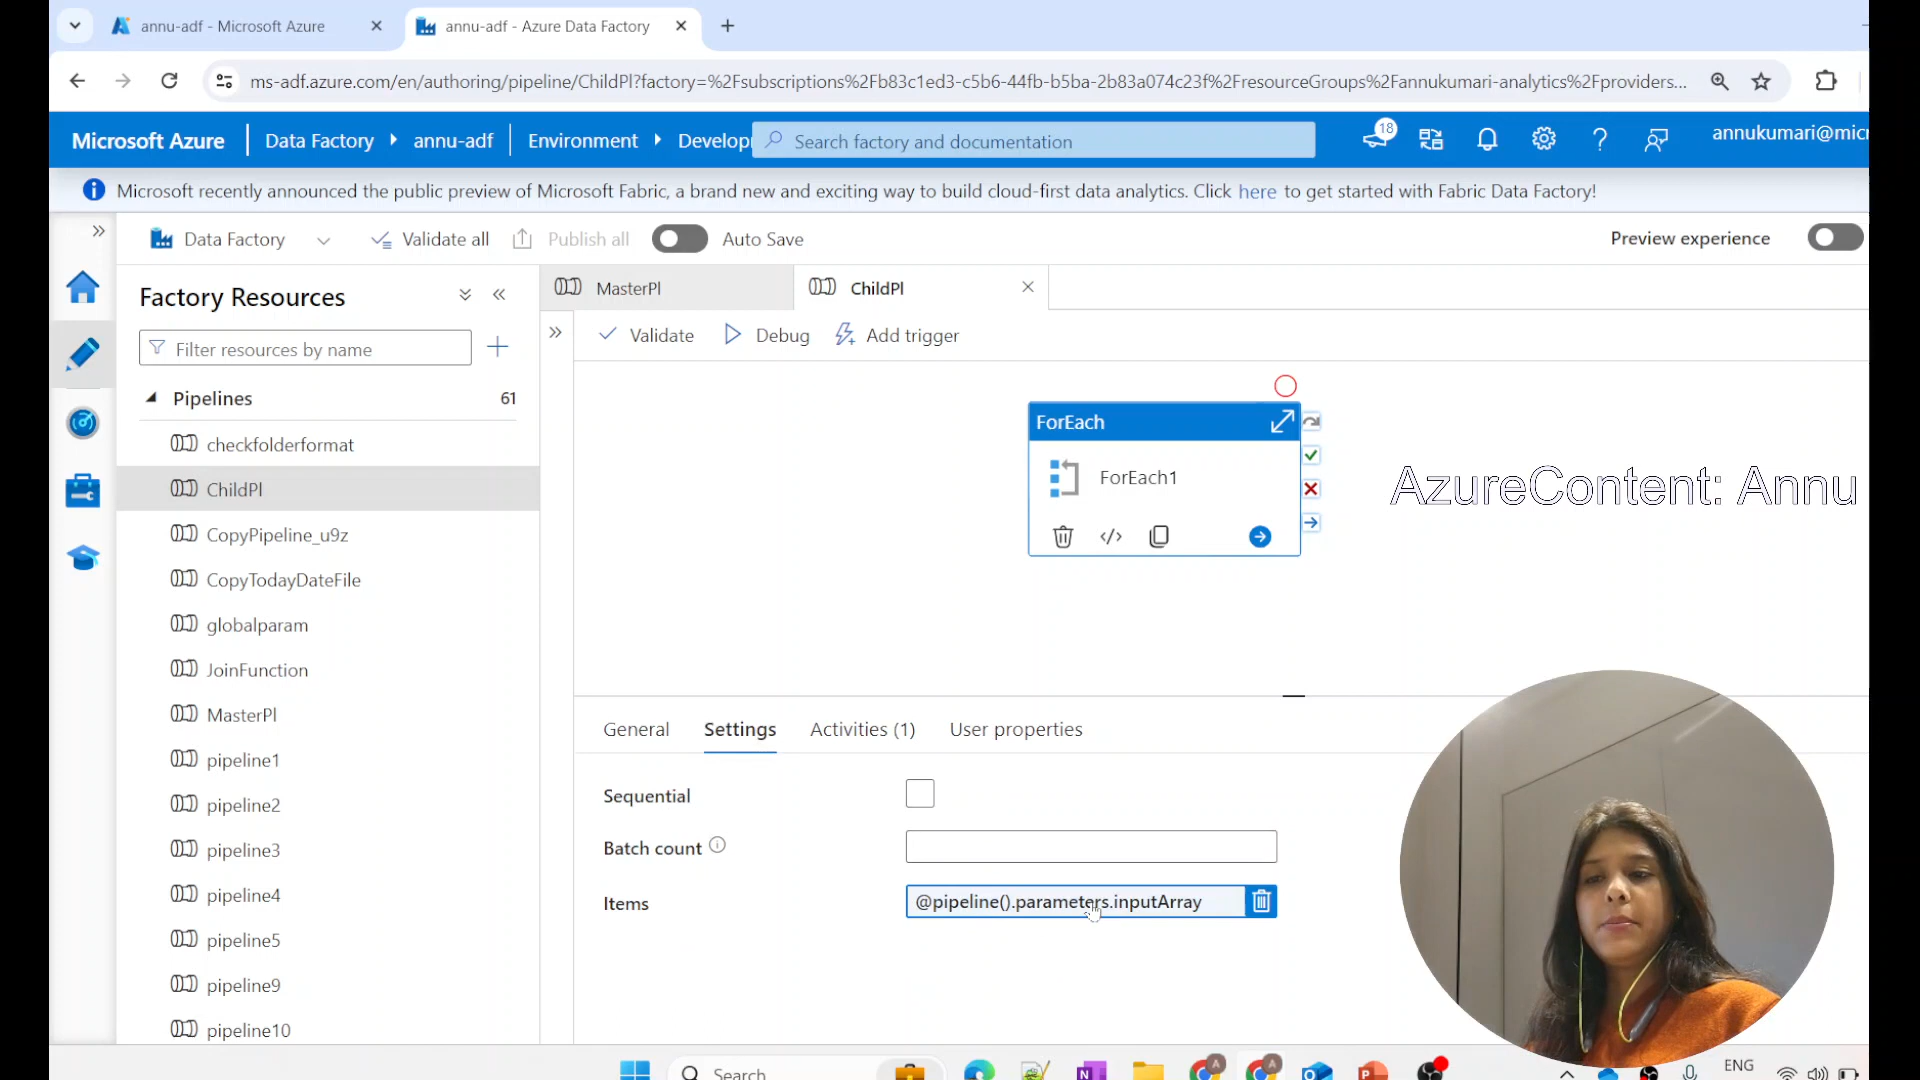 annu-adf - Microsoft Azure
annu-adf - Azure Data Factory
ms-adf.azure.com/en/authoring/pipeline/ChildPl?factory=%2Fsubscriptions%2Fb83c1ed3-c5b6-44fb-b5ba-2b83a074c23f%2FresourceGroups%2Fannukumari-analytics%2Fproviders...
Microsoft Azure
Data Factory
annu-adf
Environment
Develop
Search factory and documentation
18
annukumari@mic
Microsoft recently announced the public preview of Microsoft Fabric, a brand new and exciting way to build cloud-first data analytics. Click here to get started with Fabric Data Factory!
Data Factory
Validate all
Publish all
Auto Save
Preview experience
Factory Resources
Filter resources by name
Pipelines
61
checkfolderformat
ChildPl
CopyPipeline_u9z
CopyTodayDateFile
globalparam
JoinFunction
MasterPl
pipeline1
pipeline2
pipeline3
pipeline4
pipeline5
pipeline9
pipeline10
MasterPl
ChildPl
Validate
Debug
Add trigger
ForEach
ForEach1
AzureContent: Annu
General
Settings
Activities (1)
User properties
Sequential
Batch count
Items
@pipeline().parameters.inputArray
Search
ENG